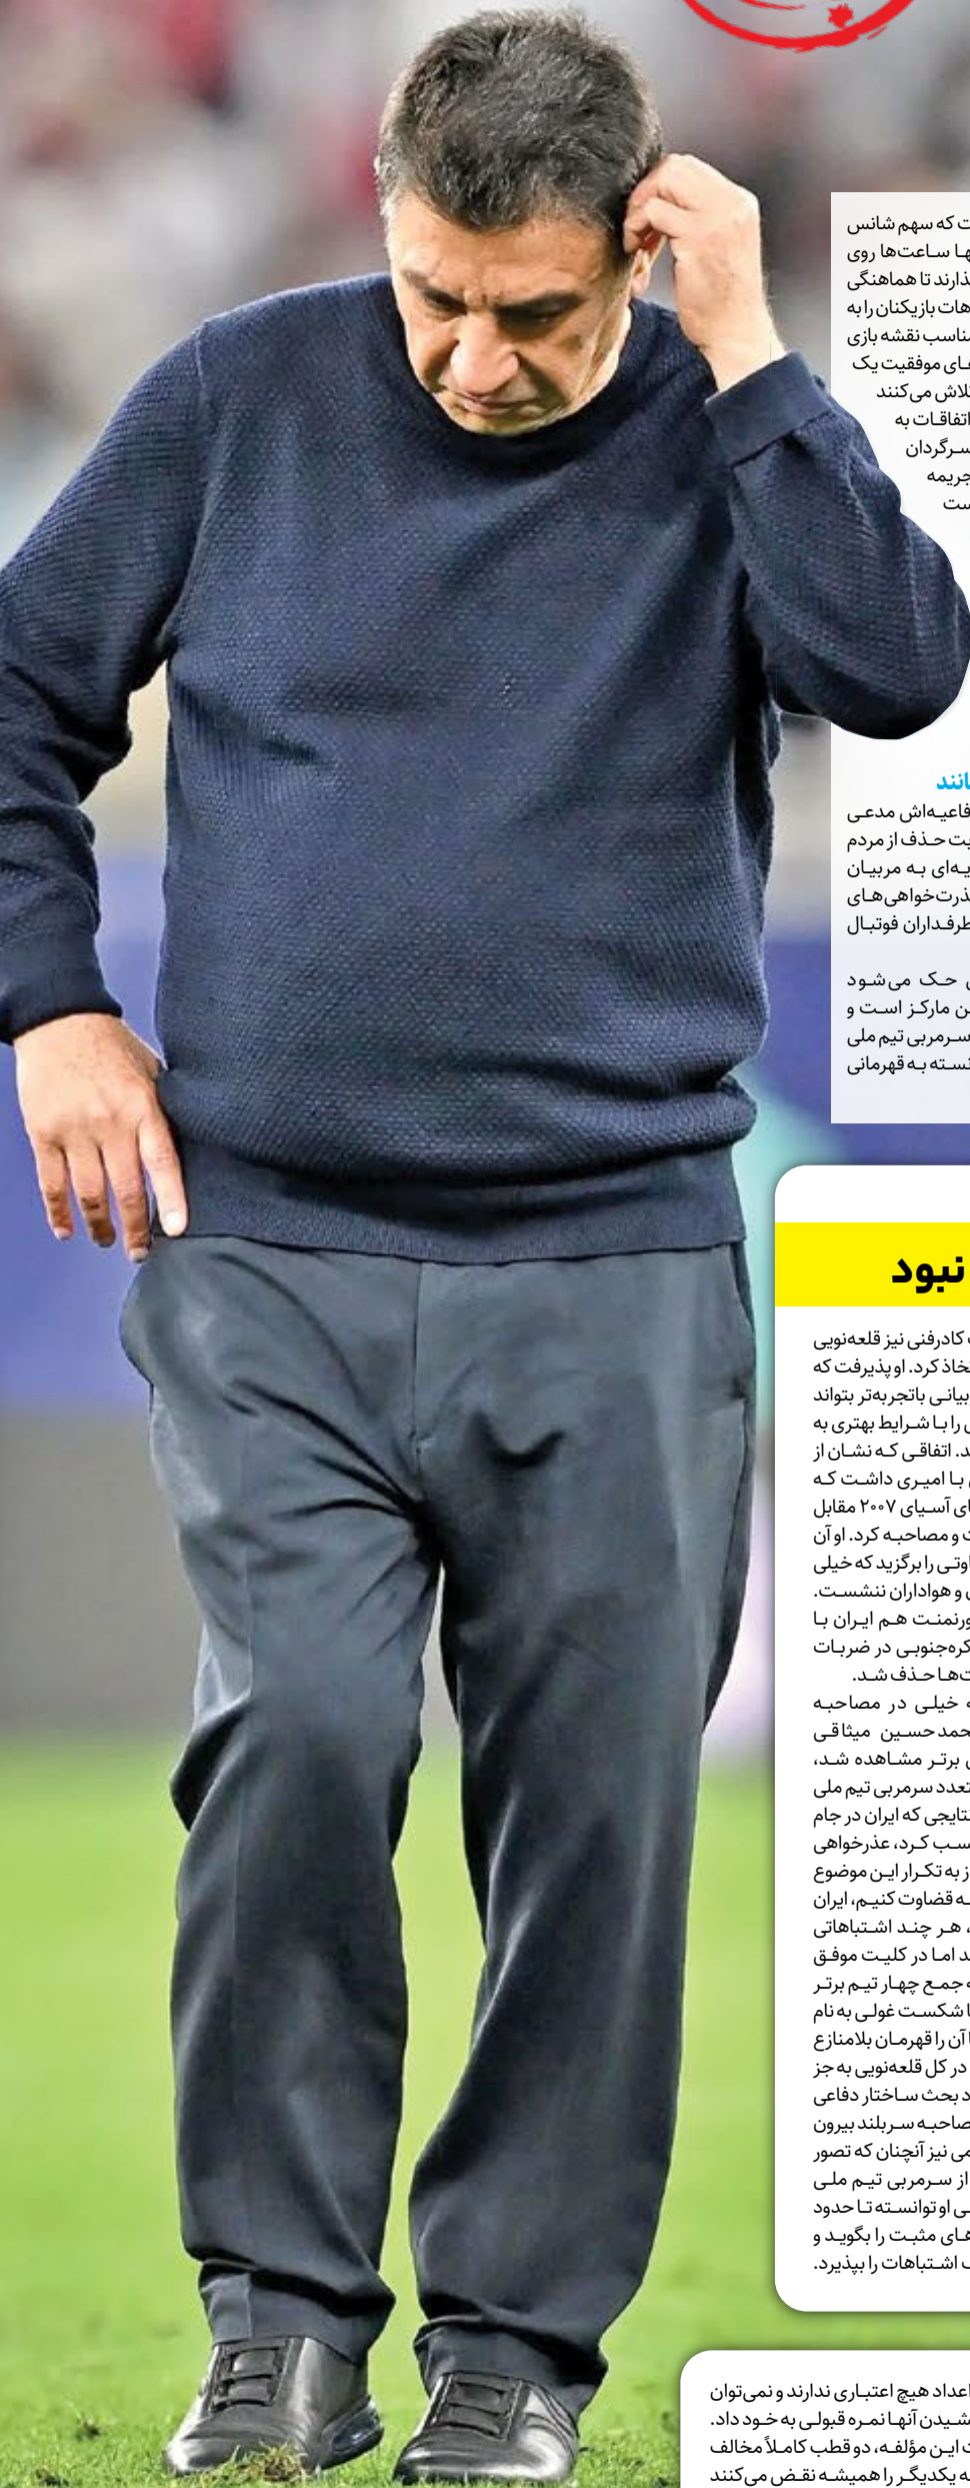 ت که سهم شانس
ها ساعت‌ها روی
ذارند تا هماهنگی
هات بازیکنان را به
مناسب نقشه بازی
های موفقیت یک
تلاش می‌کنند
اتفاقات به
سرگردان
جریمه
ست
انند
فاعیه‌اش مدعی
بت حذف از مردم
یه‌ای به مربیان
ذرت‌خواهی‌های
طرفداران فوتبال
حک می‌شود
ن مارکز است و
سرمربی تیم ملی
نسته به قهرمانی
نبود
کادرفنی نیز قلعه‌نویی
تخاذ کرد. او پذیرفت که
بیانی باتجربه‌تر بتواند
ی را با شرایط بهتری به
ند. اتفاقی که نشان از
با امیری داشت که
ای آسیای ۲۰۰۷ مقابل
ت و مصاحبه کرد. او آن
اوتی را برگزید که خیلی
ی و هواداران ننشست.
ورنمنت هم ایران با
کره‌جنوبی در ضربات
ت‌ها حذف شد.
ه خیلی در مصاحبه
حمدحسین میثاقی
ی برتر مشاهده شد،
تعدد سرمربی تیم ملی
نتایجی که ایران در جام
سب کرد، عذرخواهی
از به تکرار این موضوع
ه قضاوت کنیم، ایران
، هر چند اشتباهاتی
ند اما در کلیت موفق
ه جمع چهار تیم برتر
ا شکست غولی به نام
ا آن را قهرمان بلامنازع
در کل قلعه‌نویی به جز
د بحث ساختار دفاعی
صاحبه سربلند بیرون
می نیز آنچنان که تصور
از سرمربی تیم ملی
ی او توانسته تا حدود
های مثبت را بگوید و
ب اشتباهات را بپذیرد.
اعداد هیچ اعتباری ندارند و نمی‌توان
شیدن آنها نمره قبولی به خود داد.
ت این مؤلفه، دو قطب کاملاً مخالف
ه یکدیگر را همیشه نقض می‌کنند